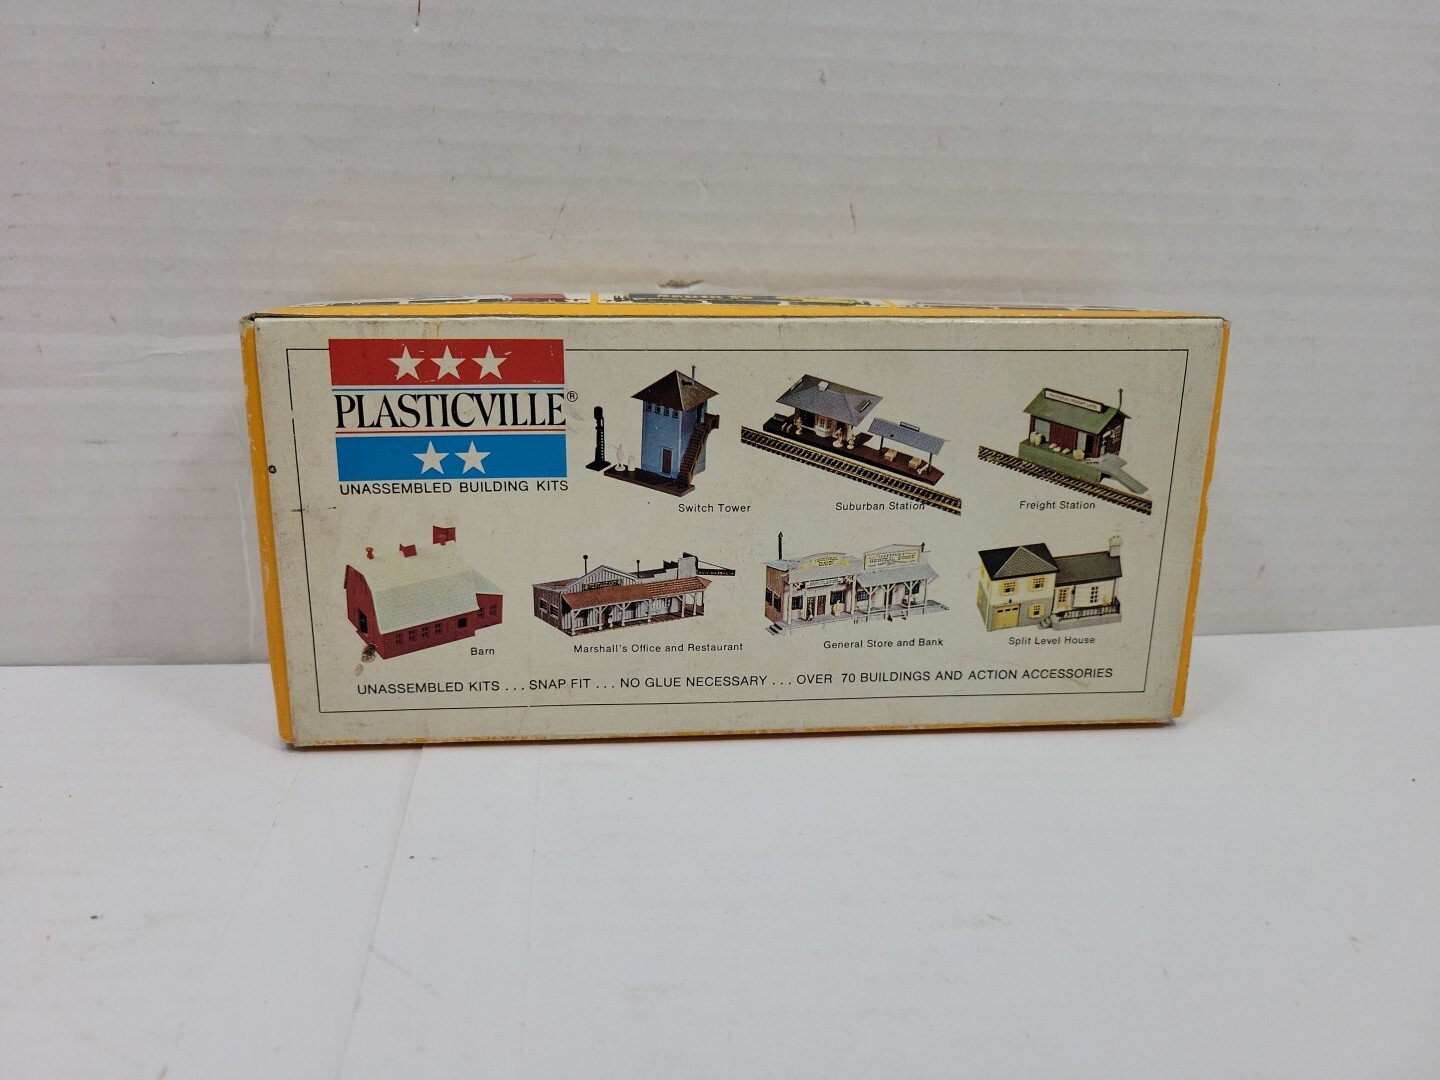 PLASTICVILLE®
UNASSEMBLED BUILDING KITS
Switch Tower
Suburban Station
Freight Station
Barn
Marshall's Office and Restaurant
General Store and Bank
Split Level House
UNASSEMBLED KITS . . . SNAP FIT . . . NO GLUE NECESSARY . . . OVER 70 BUILDINGS AND ACTION ACCESSORIES